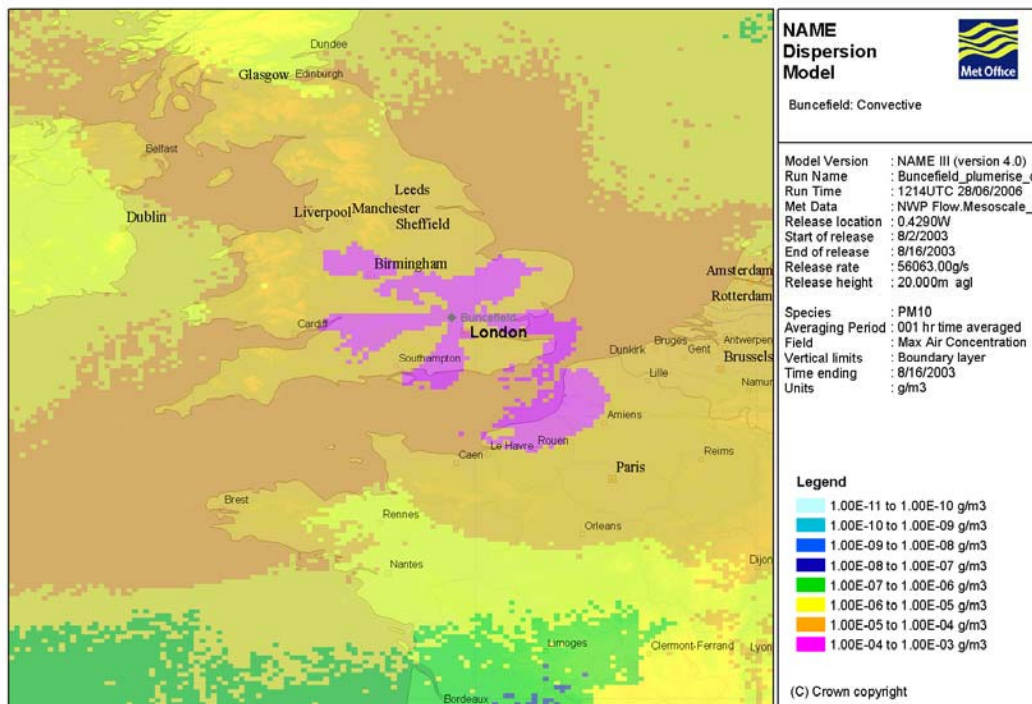 Dundee
Glasgow
Edinburgh
Belfast
Leeds
Dublin
Liverpool
Manchester
Sheffield
Birmingham
Amsterdam
Rotterdam
Cardiff
Buncefield
London
Southampton
Dunkirk
Bruges
Gent
Antwerpen
Brussels
Lille
Namur
Amiens
Le Havre
Rouen
Caen
Reims
Paris
Brest
Rennes
Orleans
Nantes
Dijon
Limoges
Clermont-Ferrand
Lyon
Bordeaux
NAME
Dispersion
Model
Met Office
Buncefield: Convective
Model Version : NAME III (version 4.0)
Run Name : Buncefield_plumerise_
Run Time : 1214UTC 28/06/2006
Met Data : NWP Flow.Mesoscale_
Release location : 0.4290W
Start of release : 8/2/2003
End of release : 8/16/2003
Release rate : 56063.00g/s
Release height : 20.000m agl
Species : PM10
Averaging Period : 001 hr time averaged
Field : Max Air Concentration
Vertical limits : Boundary layer
Time ending : 8/16/2003
Units : g/m3
Legend
1.00E-11 to 1.00E-10 g/m3
1.00E-10 to 1.00E-09 g/m3
1.00E-09 to 1.00E-08 g/m3
1.00E-08 to 1.00E-07 g/m3
1.00E-07 to 1.00E-06 g/m3
1.00E-06 to 1.00E-05 g/m3
1.00E-05 to 1.00E-04 g/m3
1.00E-04 to 1.00E-03 g/m3
(C) Crown copyright